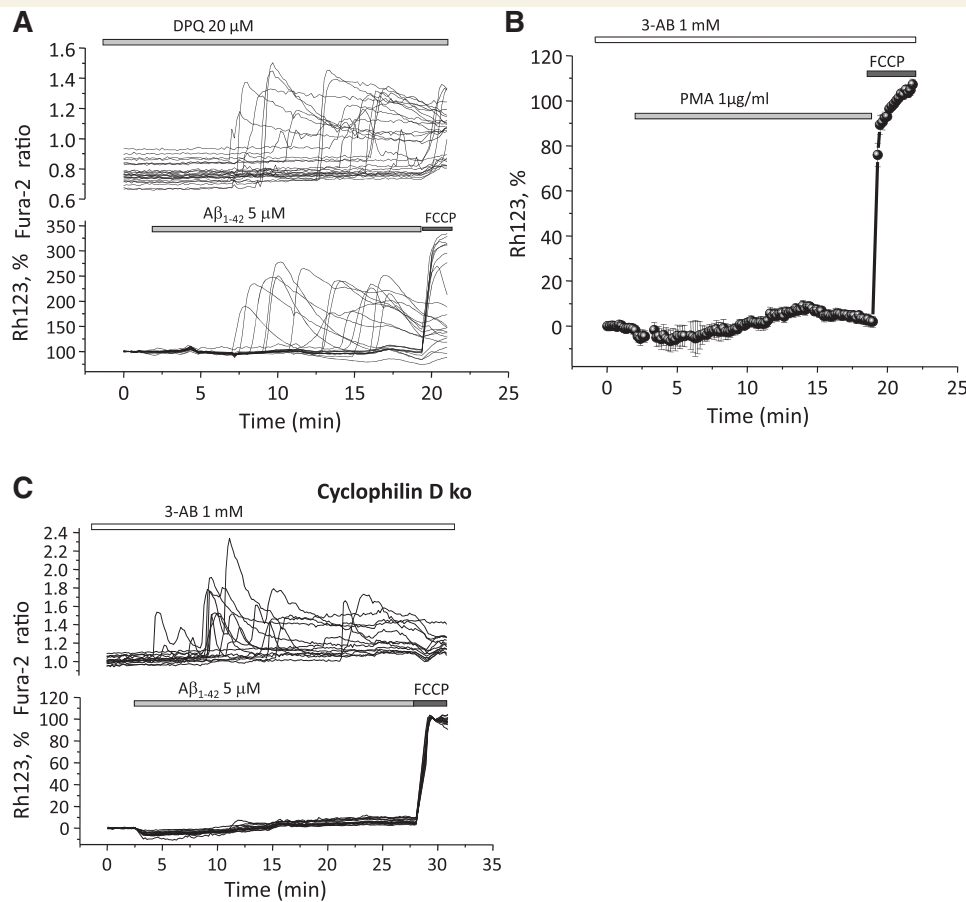 A
DPQ 20 μM
1.6
1.4
1.2
1.0
0.8
0.6
Fura-2 ratio
Aβ1-42 5 μM
FCCP
350
300
250
200
150
100
Rh123, %
0 5 10 15 20 25
Time (min)
B
3-AB 1 mM
FCCP
PMA 1μg/ml
120
100
80
60
40
20
0
Rh123, %
0 5 10 15 20 25
Time (min)
C
Cyclophilin D ko
3-AB 1 mM
2.4
2.2
2.0
1.8
1.6
1.4
1.2
1.0
Fura-2 ratio
Aβ1-42 5 μM
FCCP
120
100
80
60
40
20
0
Rh123, %
0 5 10 15 20 25 30 35
Time (min)